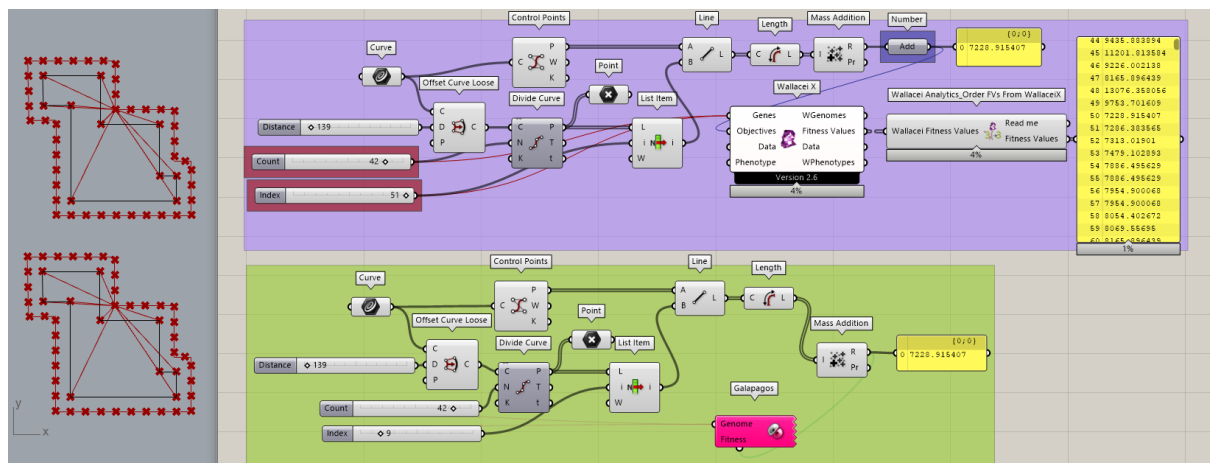 Control Points
Line
Length
Mass Addition
Number
Curve
P
W
K
C
A
B
L
C L
I
R
Pr
Add
{0;0}
0 7228.915407
Offset Curve Loose
Point
Divide Curve
List Item
Wallacei X
Wallacei Analytics_Order FVs From WallaceiX
Distance 139
C
D
P
C
C
N
K
P
T
t
L
i
W
i
Genes
Objectives
Data
Phenotype
WGenomes
Fitness Values
Data
WPhenotypes
Version 2.6
4%
Wallacei Fitness Values
Read me
Fitness Values
4%
Count 42
Index 51
44 9435.883894
45 11201.813584
46 9226.002138
47 8165.896439
48 13076.358056
49 9753.701609
50 7228.915407
51 7286.383565
52 7313.01901
53 7479.102893
54 7886.495629
55 7886.495629
56 7954.900068
57 7954.900068
58 8054.402672
59 8069.55695
60 8165.896439
1%
Control Points
Line
Length
Curve
P
W
K
C
A
B
L
C L
Offset Curve Loose
Point
Mass Addition
Divide Curve
List Item
I
R
Pr
{0;0}
0 7228.915407
Distance 139
C
D
P
C
C
N
K
P
T
t
L
i
W
i
Count 42
Index 9
Galapagos
Genome
Fitness
y
x